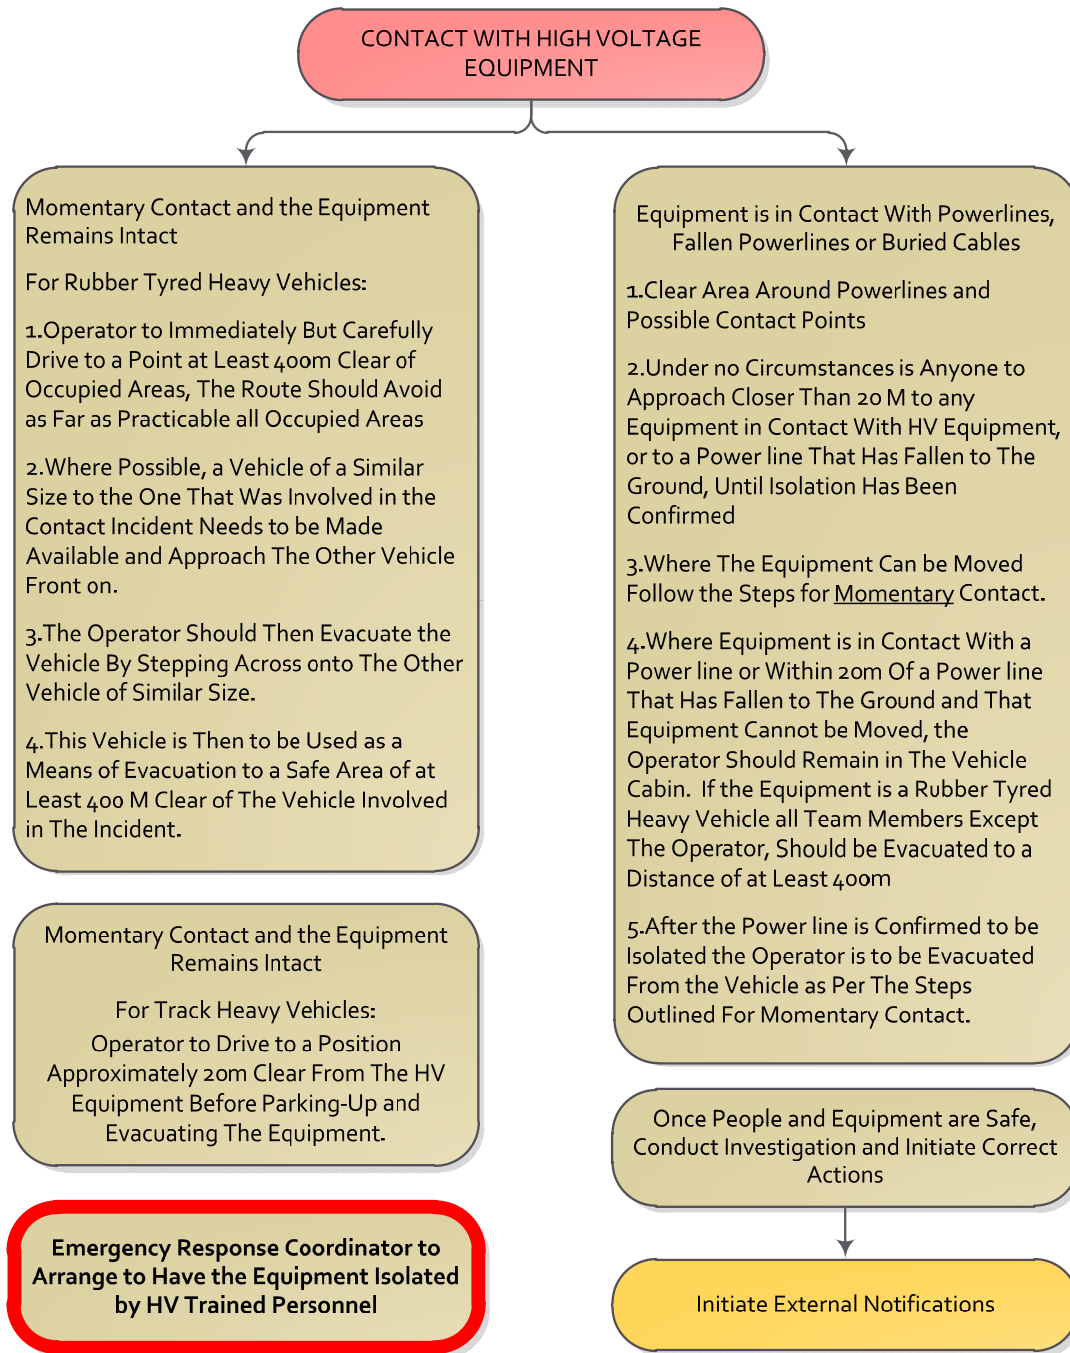 CONTACT WITH HIGH VOLTAGE
EQUIPMENT
Momentary Contact and the Equipment
Remains Intact
For Rubber Tyred Heavy Vehicles:
1.Operator to Immediately But Carefully
Drive to a Point at Least 400m Clear of
Occupied Areas, The Route Should Avoid
as Far as Practicable all Occupied Areas
2.Where Possible, a Vehicle of a Similar
Size to the One That Was Involved in the
Contact Incident Needs to be Made
Available and Approach The Other Vehicle
Front on.
3.The Operator Should Then Evacuate the
Vehicle By Stepping Across onto The Other
Vehicle of Similar Size.
4.This Vehicle is Then to be Used as a
Means of Evacuation to a Safe Area of at
Least 400 M Clear of The Vehicle Involved
in The Incident.
Momentary Contact and the Equipment
Remains Intact
For Track Heavy Vehicles:
Operator to Drive to a Position
Approximately 20m Clear From The HV
Equipment Before Parking-Up and
Evacuating The Equipment.
Emergency Response Coordinator to
Arrange to Have the Equipment Isolated
by HV Trained Personnel
Equipment is in Contact With Powerlines,
Fallen Powerlines or Buried Cables
1.Clear Area Around Powerlines and
Possible Contact Points
2.Under no Circumstances is Anyone to
Approach Closer Than 20 M to any
Equipment in Contact With HV Equipment,
or to a Power line That Has Fallen to The
Ground, Until Isolation Has Been
Confirmed
3.Where The Equipment Can be Moved
Follow the Steps for Momentary Contact.
4.Where Equipment is in Contact With a
Power line or Within 20m Of a Power line
That Has Fallen to The Ground and That
Equipment Cannot be Moved, the
Operator Should Remain in The Vehicle
Cabin.  If the Equipment is a Rubber Tyred
Heavy Vehicle all Team Members Except
The Operator, Should be Evacuated to a
Distance of at Least 400m
5.After the Power line is Confirmed to be
Isolated the Operator is to be Evacuated
From the Vehicle as Per The Steps
Outlined For Momentary Contact.
Once People and Equipment are Safe,
Conduct Investigation and Initiate Correct
Actions
Initiate External Notifications